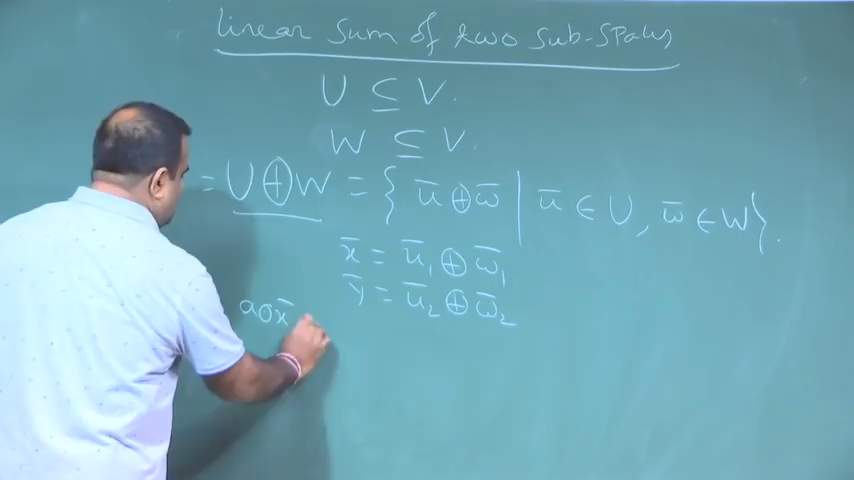 linear sum of two sub-spaces
U ⊆ V.
W ⊆ V.
= U ⊕ W = { ū ⊕ w̄ | ū ∈ U, w̄ ∈ W }.
x̄ = ū₁ ⊕ w̄₁
ȳ = ū₂ ⊕ w̄₂
a⊙x̄